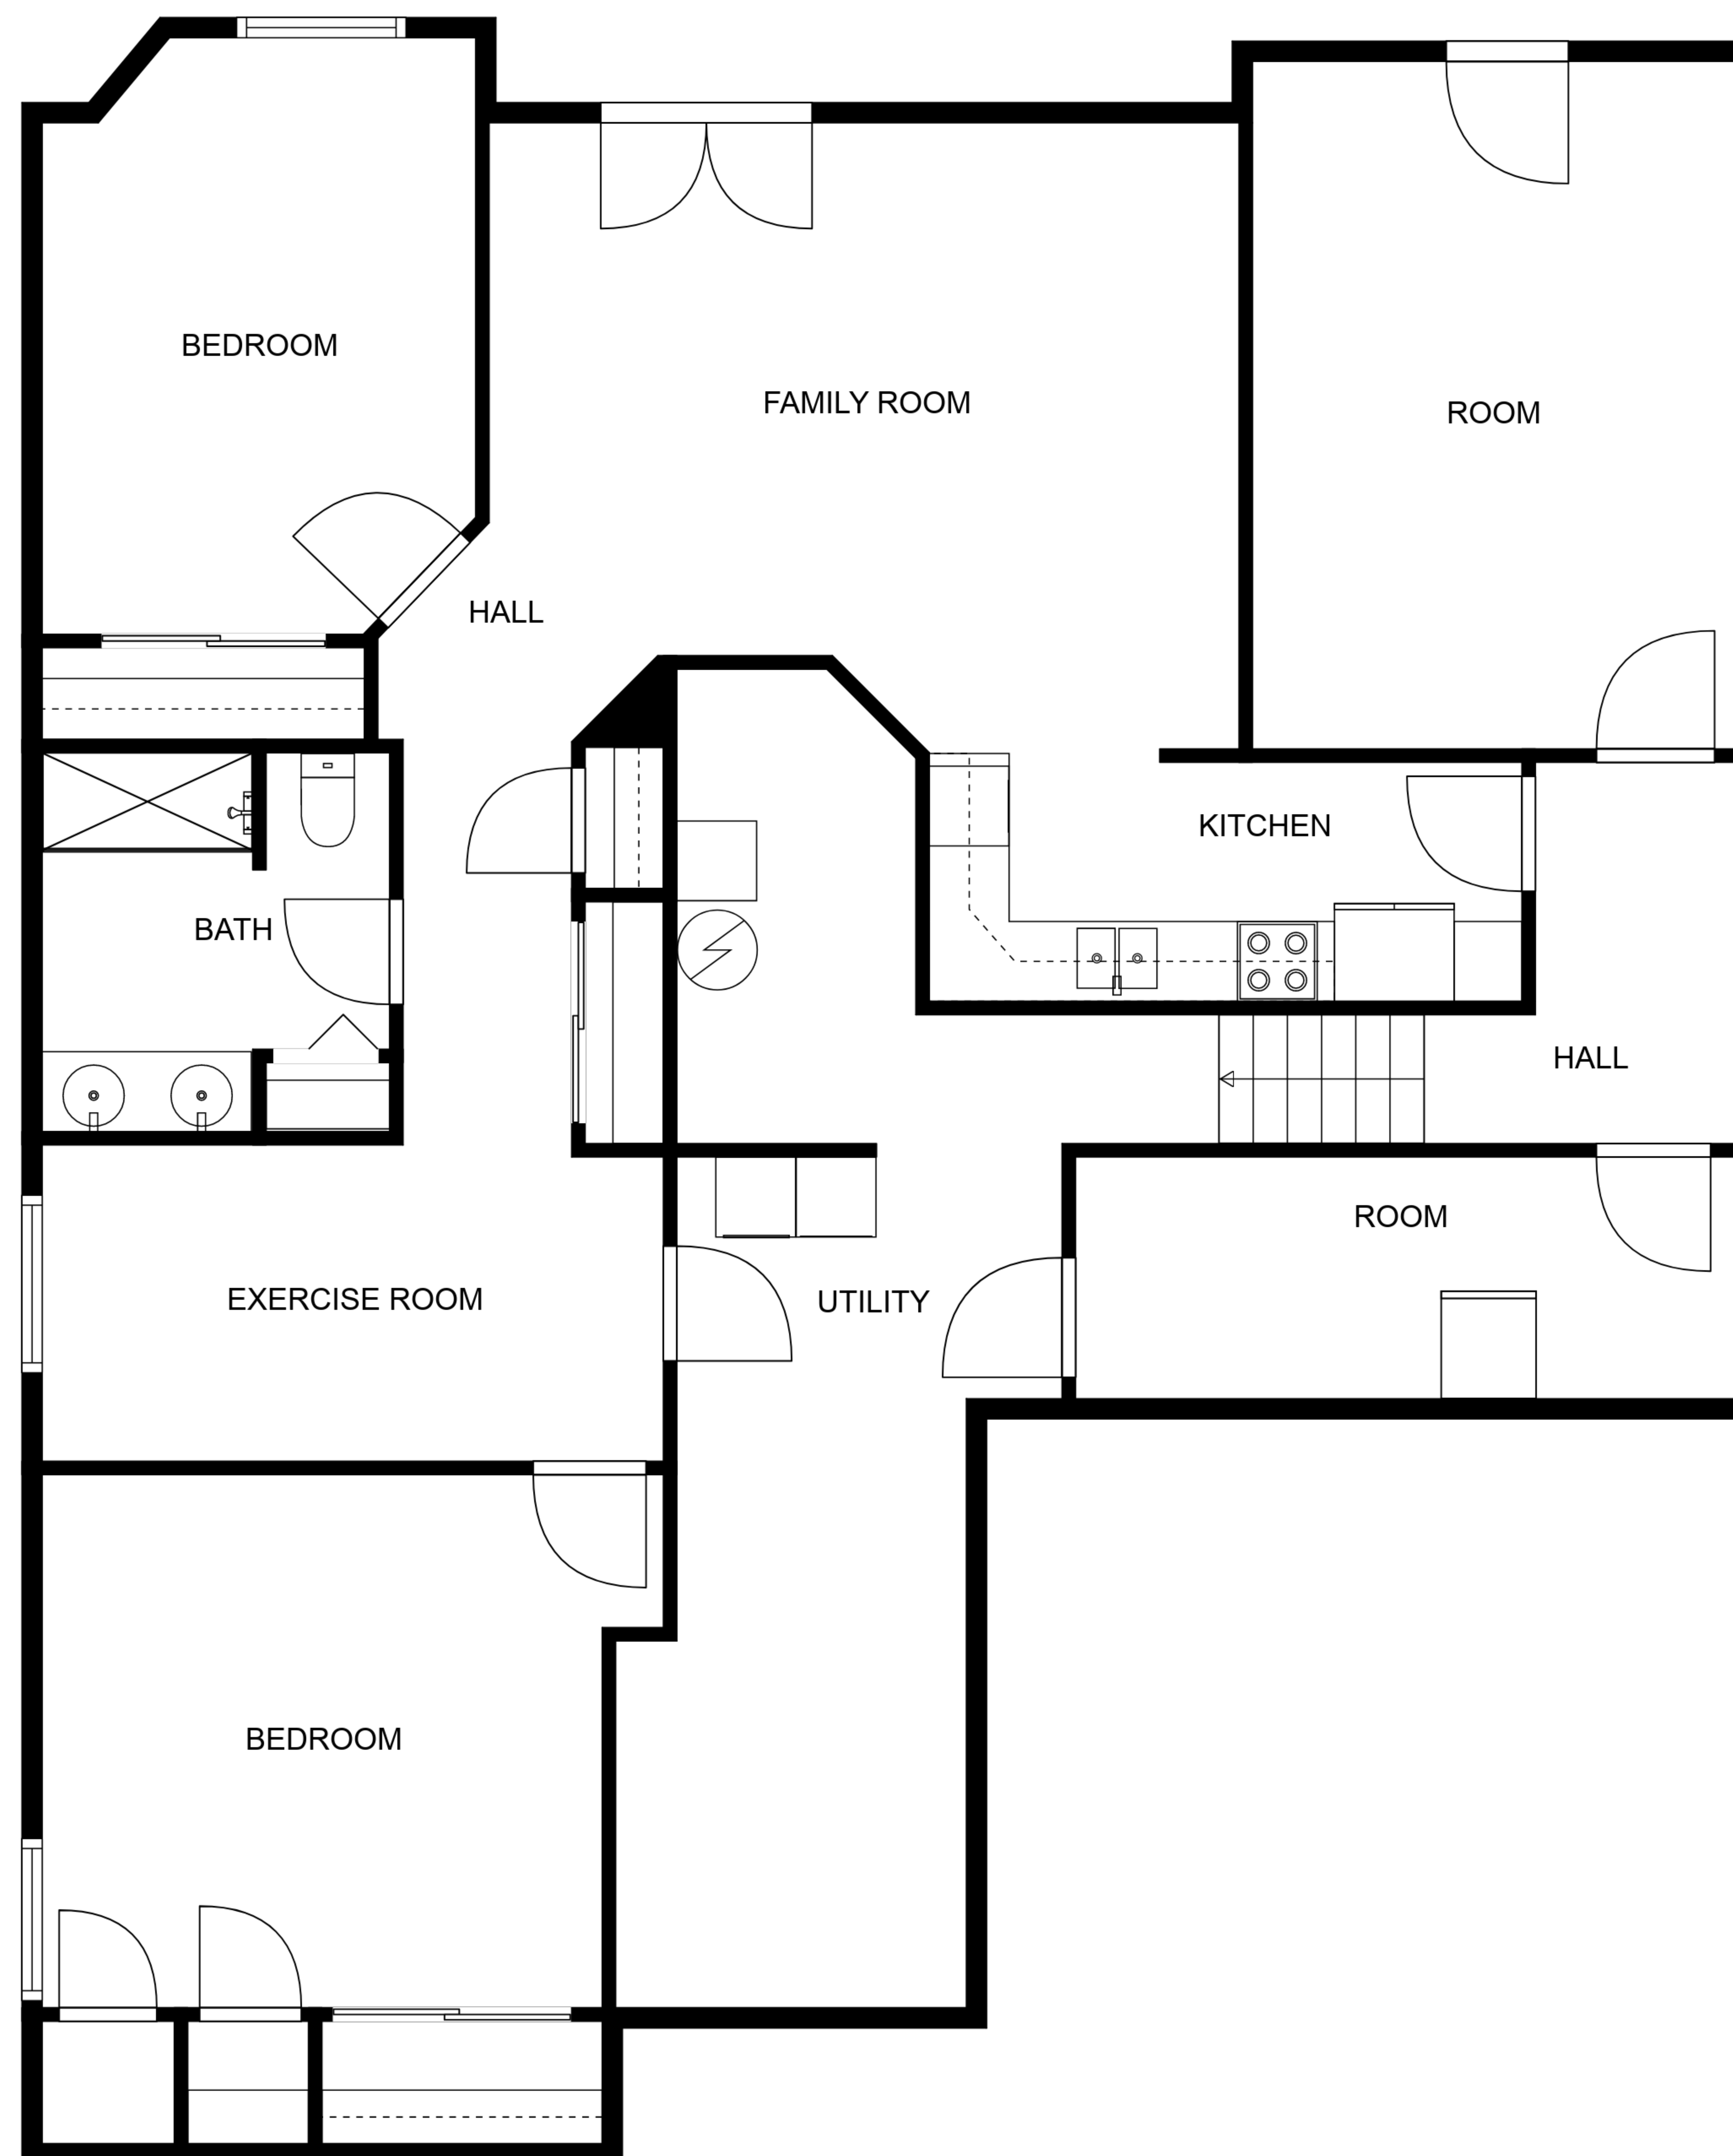 BEDROOM
FAMILY ROOM
ROOM
HALL
KITCHEN
BATH
HALL
ROOM
EXERCISE ROOM
UTILITY
BEDROOM